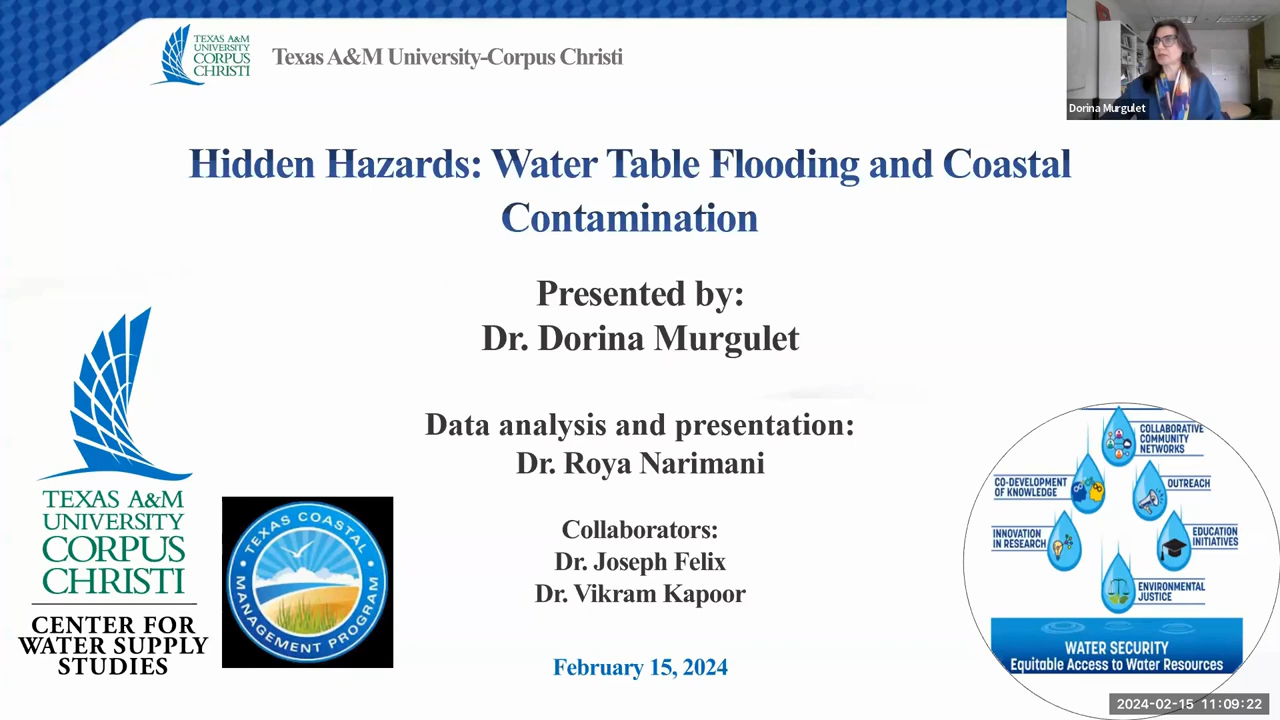 TEXAS A&M
UNIVERSITY
CORPUS
CHRISTI
Texas A&M University-Corpus Christi
Dorina Murgulet
Hidden Hazards: Water Table Flooding and Coastal
Contamination
Presented by:
Dr. Dorina Murgulet
Data analysis and presentation:
Dr. Roya Narimani
Collaborators:
Dr. Joseph Felix
Dr. Vikram Kapoor
February 15, 2024
TEXAS A&M
UNIVERSITY
CORPUS
CHRISTI
CENTER FOR
WATER SUPPLY
STUDIES
• TEXAS COASTAL •
MANAGEMENT PROGRAM
COLLABORATIVE
COMMUNITY
NETWORKS
CO-DEVELOPMENT
OF KNOWLEDGE
OUTREACH
INNOVATION
IN RESEARCH
EDUCATION
INITIATIVES
ENVIRONMENTAL
JUSTICE
WATER SECURITY
Equitable Access to Water Resources
2024-02-15 11:09:22